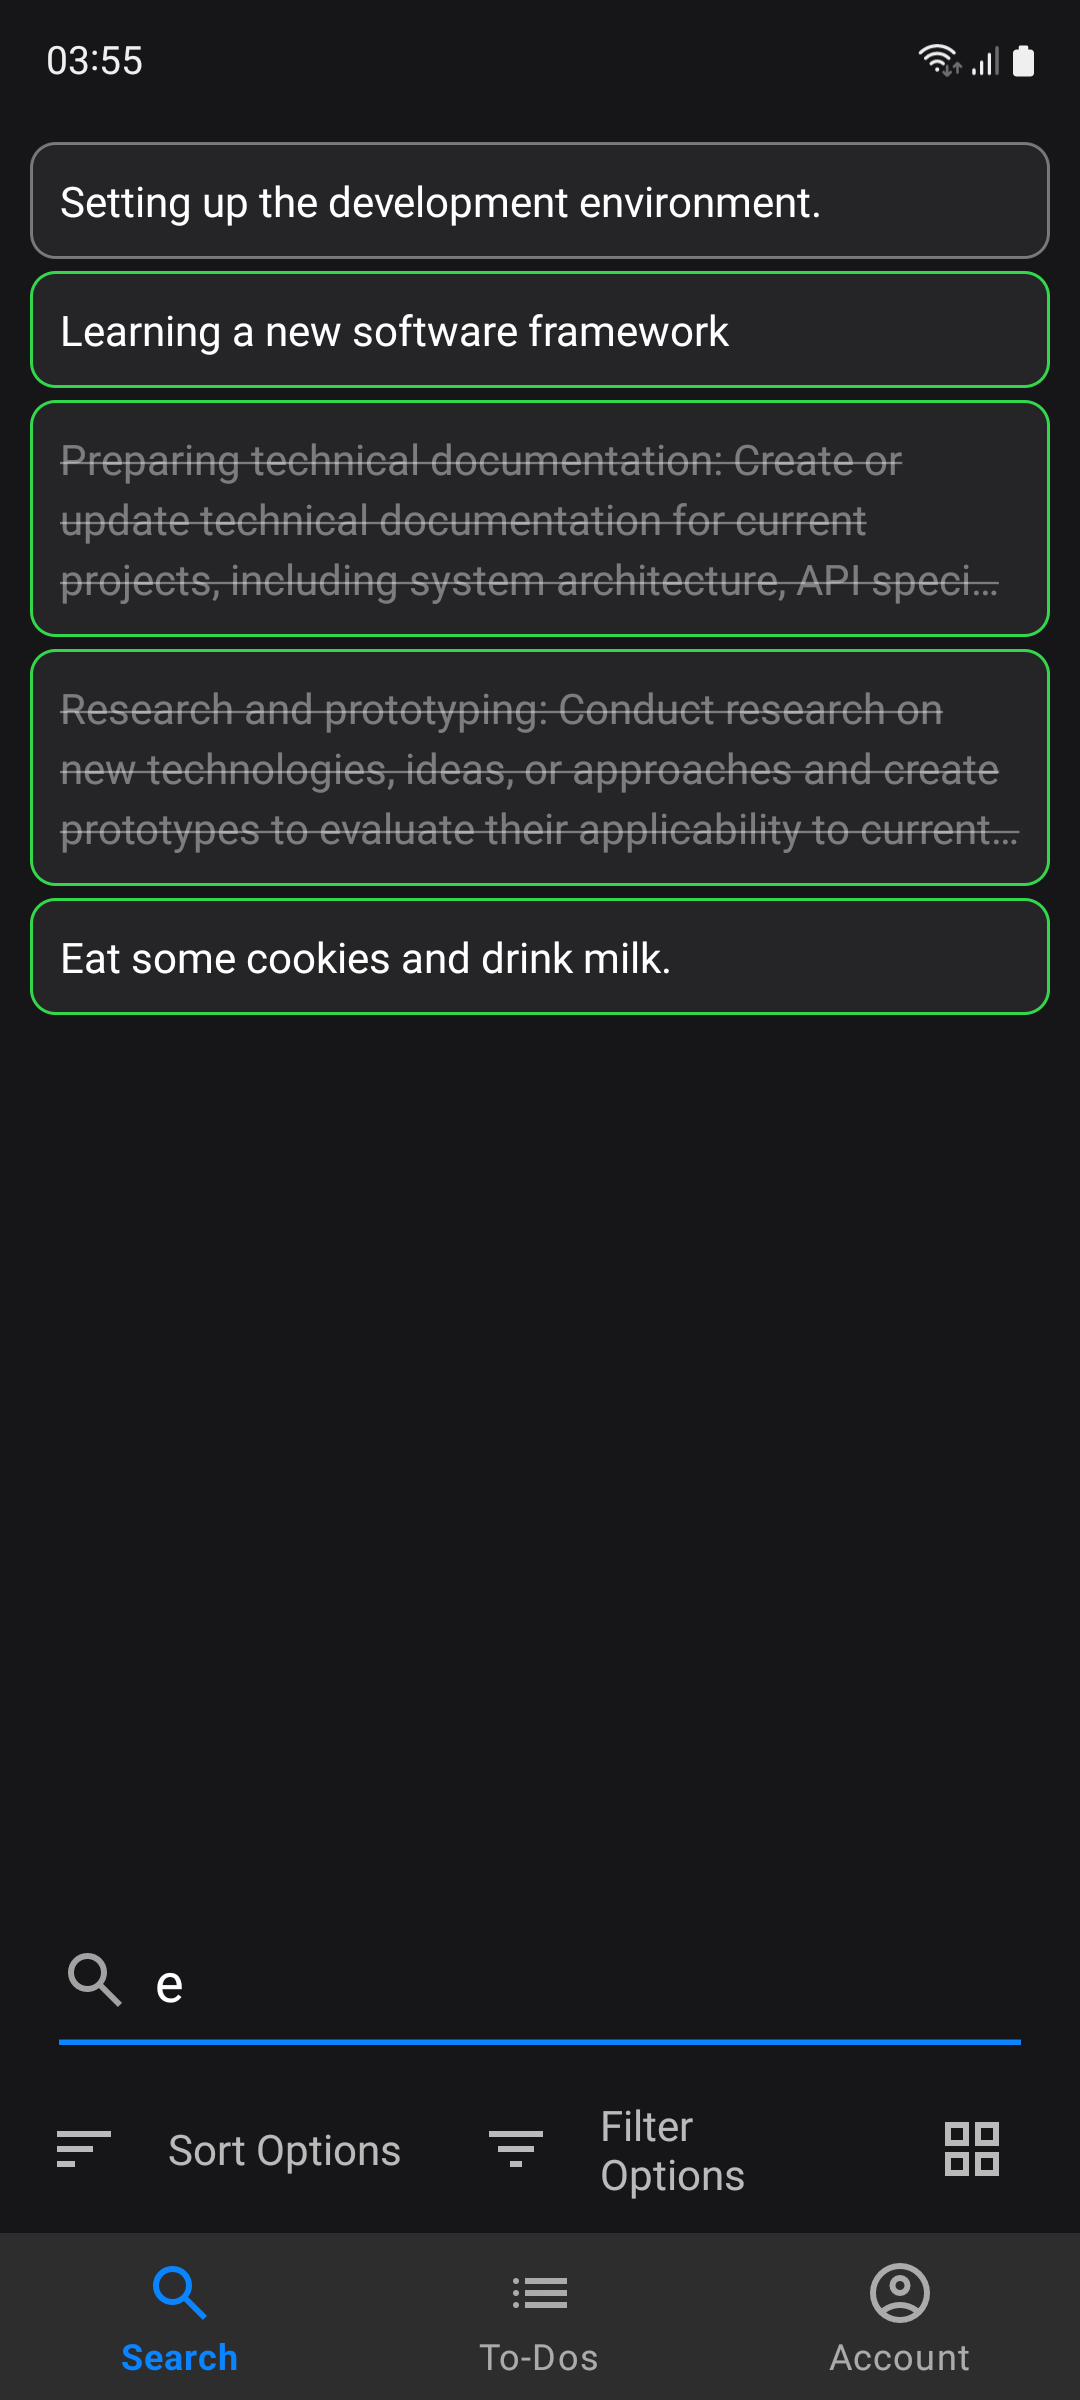 03:55
Setting up the development environment.
Learning a new software framework
Preparing technical documentation: Create or
update technical documentation for current
projects, including system architecture, API speci...
Research and prototyping: Conduct research on
new technologies, ideas, or approaches and create
prototypes to evaluate their applicability to current...
Eat some cookies and drink milk.
e
Sort Options
Filter
Options
Search
To-Dos
Account